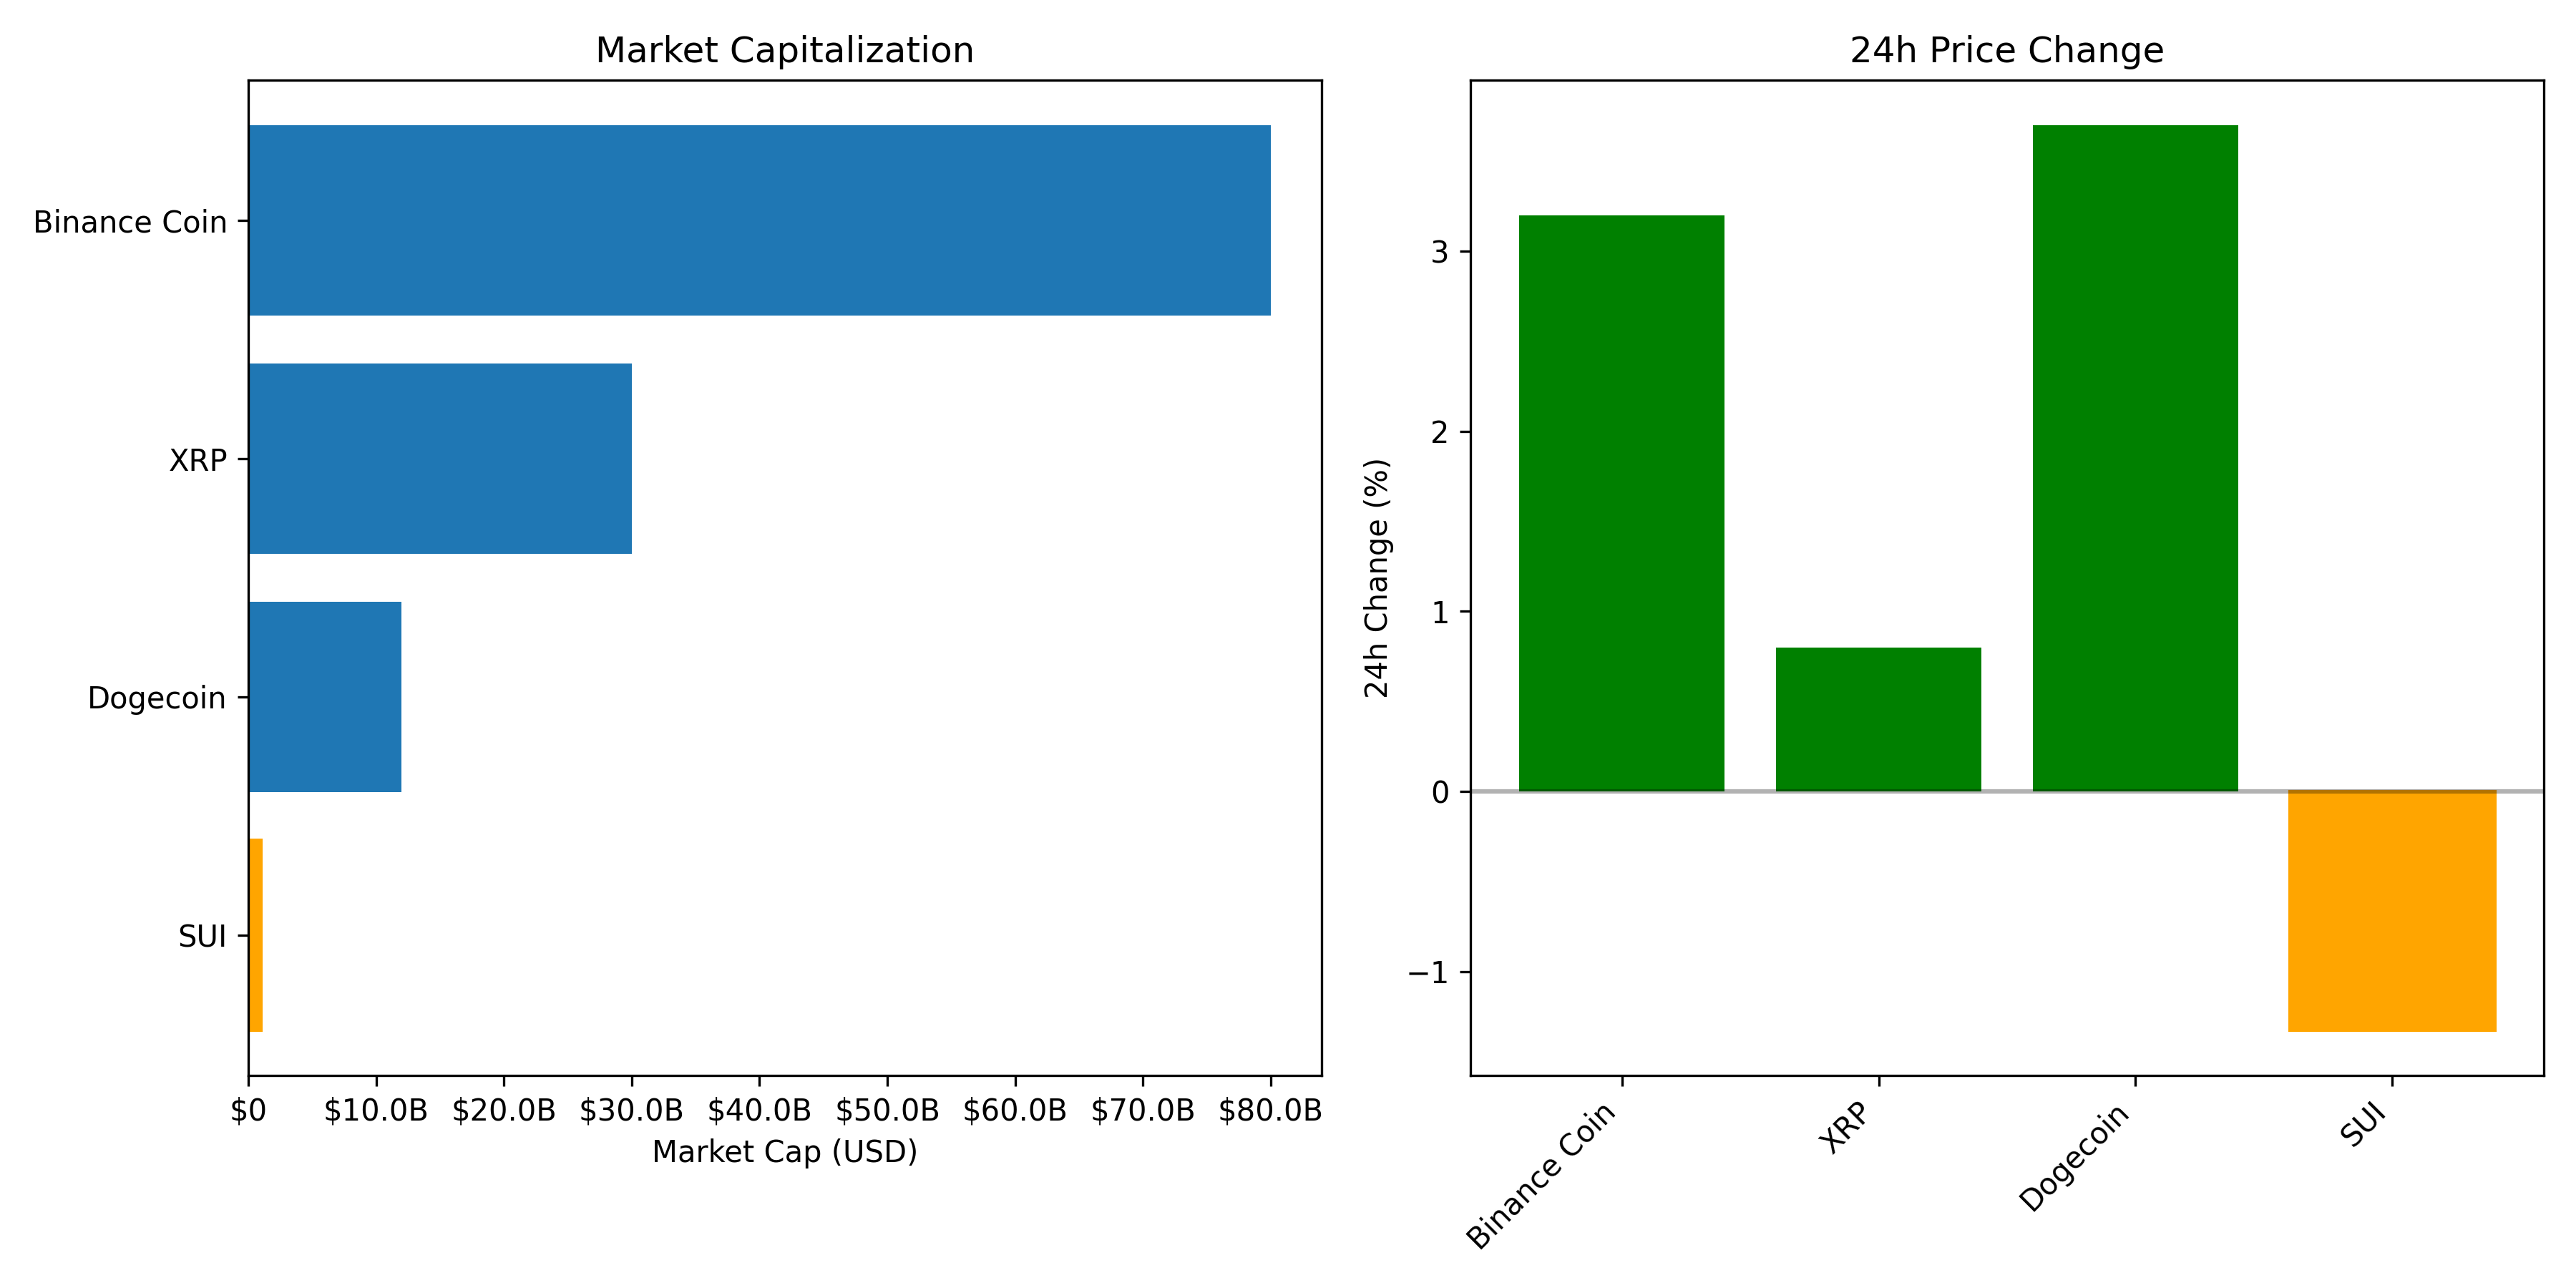 Market Capitalization
Binance Coin
XRP
Dogecoin
SUI
$0 $10.0B $20.0B $30.0B $40.0B $50.0B $60.0B $70.0B $80.0B
Market Cap (USD)
24h Price Change
24h Change (%)
3
2
1
0
−1
Binance Coin
XRP
Dogecoin
SUI